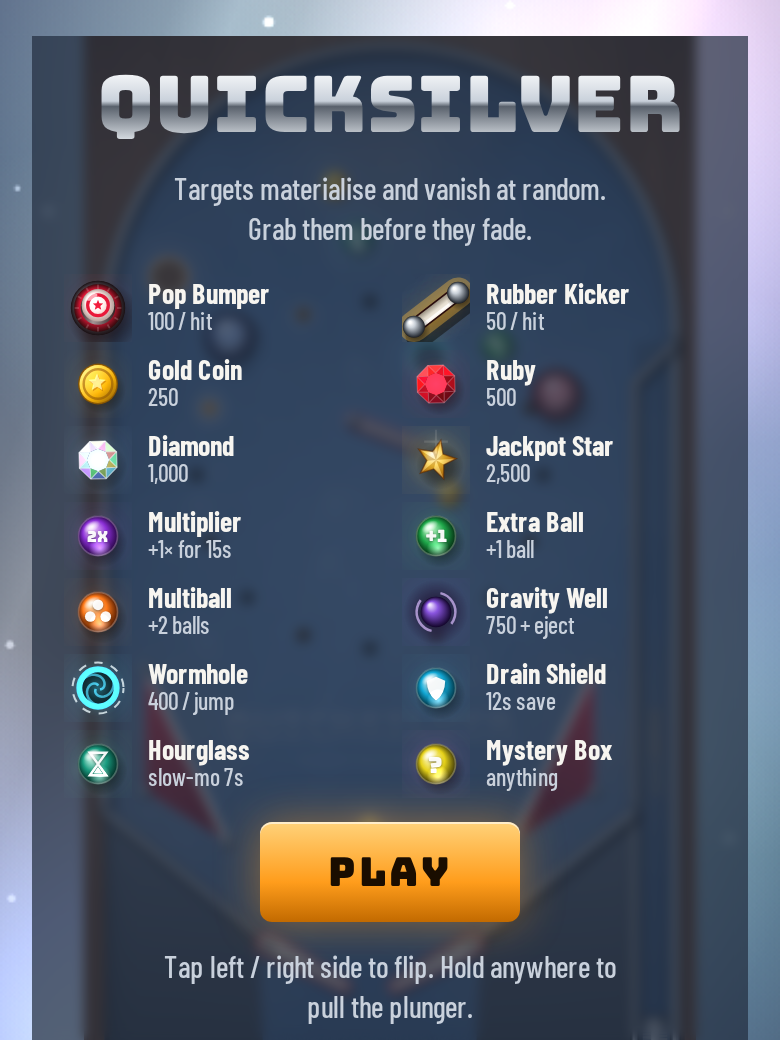 QUICKSILVER
Targets materialise and vanish at random.
Grab them before they fade.
Pop Bumper
100 / hit
Rubber Kicker
50 / hit
Gold Coin
250
Ruby
500
Diamond
1,000
Jackpot Star
2,500
2X
Multiplier
+1× for 15s
+1
Extra Ball
+1 ball
Multiball
+2 balls
Gravity Well
750 + eject
Wormhole
400 / jump
Drain Shield
12s save
Hourglass
slow-mo 7s
?
Mystery Box
anything
PLAY
Tap left / right side to flip. Hold anywhere to
pull the plunger.